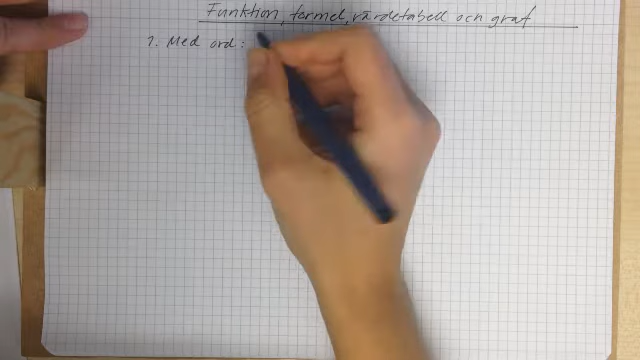 Funktion, formel, värdetabell och graf
1. Med ord: